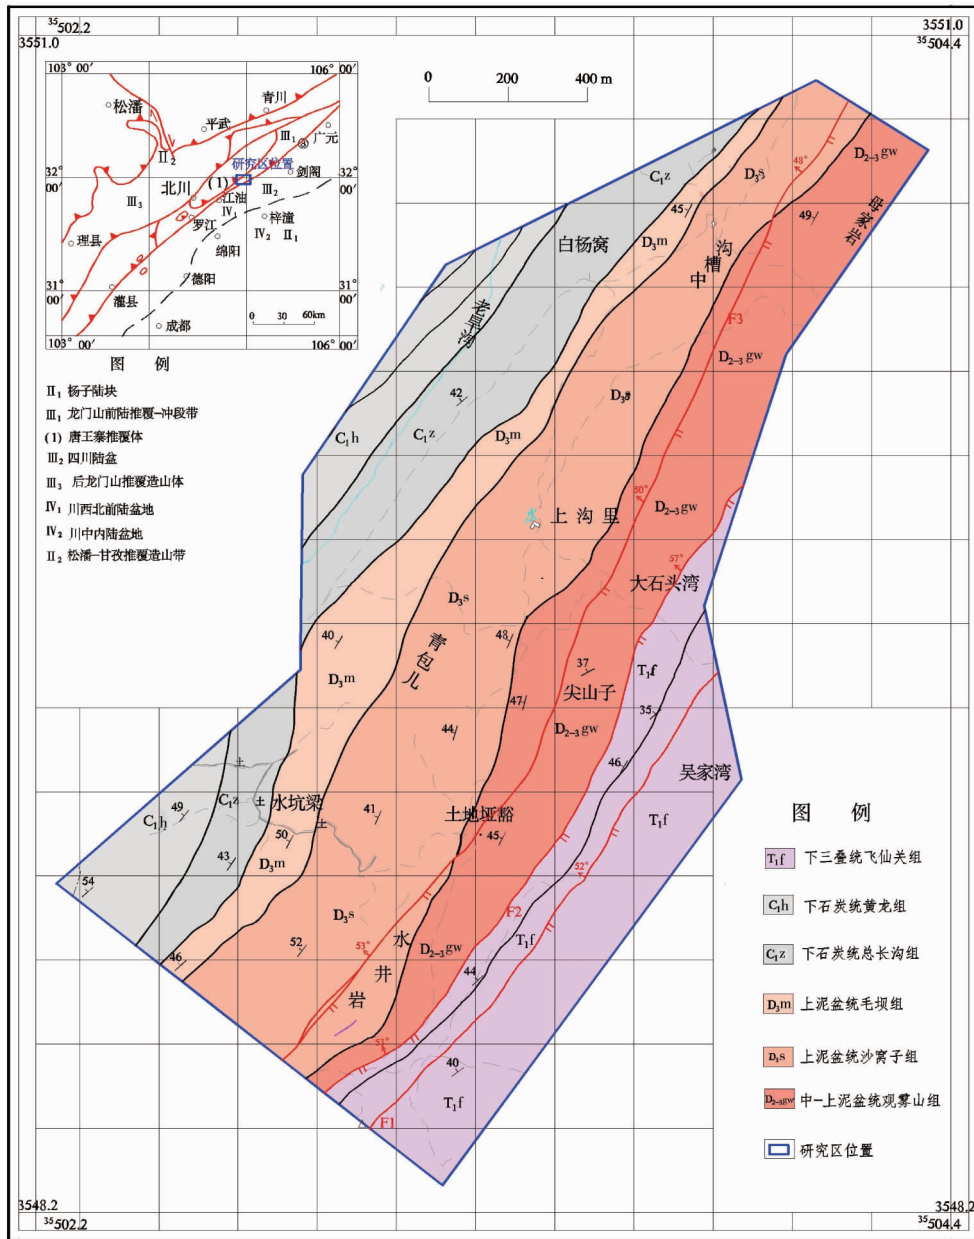 ³⁵502.2
3551.0
3551.0
³⁵504.4
103° 00′
106° 00′
松潘
青川
平武
Ⅲ₁
广元
Ⅱ₂
研究区位置
剑阁
32° 00′
32° 00′
北川
(1)
Ⅲ₂
Ⅲ₃
江油
Ⅳ₁
罗江
梓潼
Ⅳ₂
Ⅱ₁
理县
绵阳
德阳
31° 00′
31° 00′
灌县
成都
0 30 60km
103° 00′
106° 00′
图 例
Ⅱ₁ 杨子陆块
Ⅲ₁ 龙门山前陆推覆-冲段带
(1) 唐王寨推覆体
Ⅲ₂ 四川陆盆
Ⅲ₃ 后龙门山推覆造山体
Ⅳ₁ 川西北前陆盆地
Ⅳ₂ 川中内陆盆地
Ⅱ₂ 松潘-甘孜推覆造山带
0 200 400 m
C₁z
D₃s
48°
D₂₋₃gw
45
49
母家岩
白杨窝
D₃m
中槽沟
老旱沟
F3
D₂₋₃gw
42
D₃s
C₁h
C₁z
D₃m
50°
上沟里
D₂₋₃gw
57°
大石头湾
D₃s
40
青包儿
48
D₃m
37
T₁f
尖山子
47
35
44
D₂₋₃gw
46
吴家湾
土
49
C₁z
土
水坑梁
41
土地垭豁
C₁h
土
T₁f
50
45
43
D₃m
52°
54
D₃s
F2
水井岩
T₁f
52
53°
D₂₋₃gw
46
44
53°
40
T₁f
F1
图 例
T₁f 下三叠统飞仙关组
C₁h 下石炭统黄龙组
C₁z 下石炭统总长沟组
D₃m 上泥盆统毛坝组
D₃s 上泥盆统沙窝子组
D₂₋₃gw 中-上泥盆统观雾山组
研究区位置
3548.2
³⁵502.2
3548.2
³⁵504.4